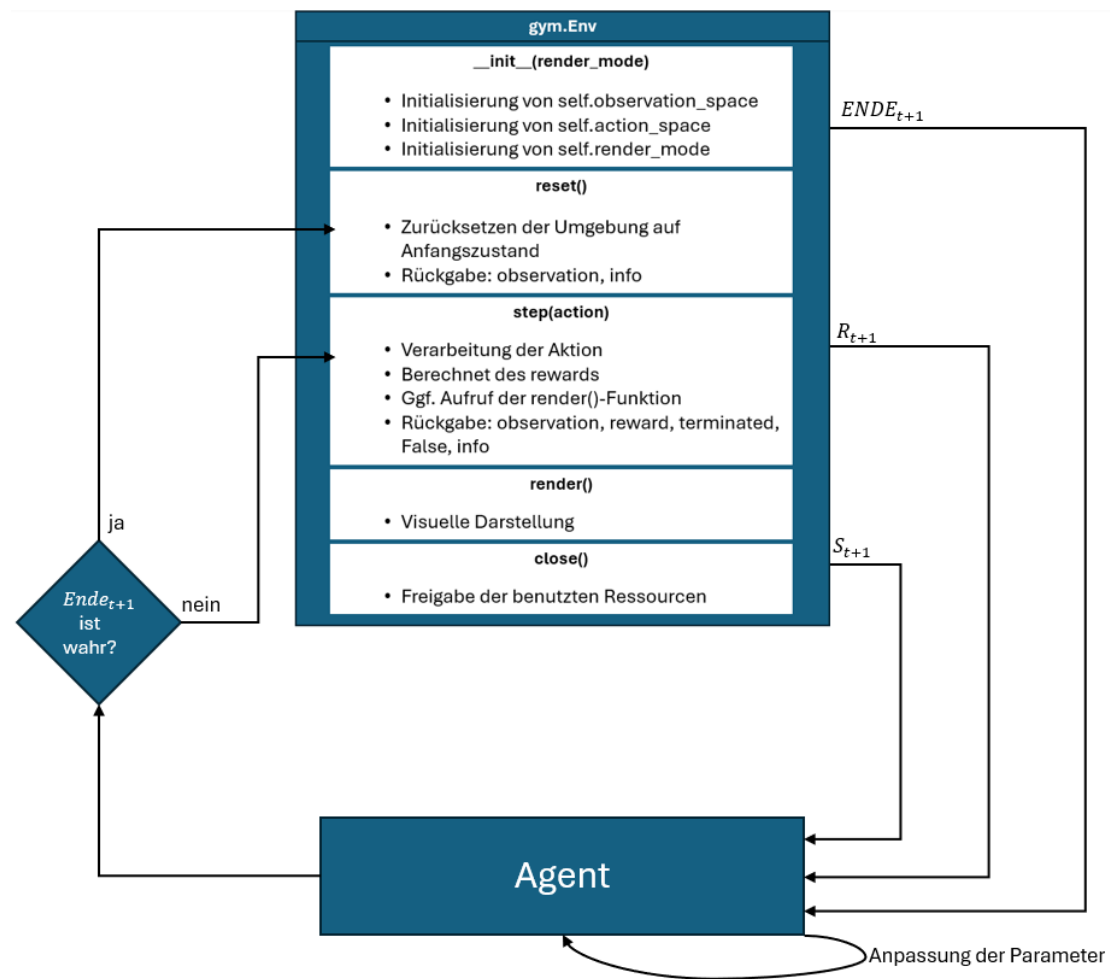 gym.Env
__init__(render_mode)
• Initialisierung von self.observation_space
• Initialisierung von self.action_space
• Initialisierung von self.render_mode
reset()
• Zurücksetzen der Umgebung auf
Anfangszustand
• Rückgabe: observation, info
step(action)
• Verarbeitung der Aktion
• Berechnet des rewards
• Ggf. Aufruf der render()-Funktion
• Rückgabe: observation, reward, terminated,
False, info
render()
• Visuelle Darstellung
close()
• Freigabe der benutzten Ressourcen
ENDE_{t+1}
R_{t+1}
S_{t+1}
ja
nein
Ende_{t+1}
ist
wahr?
Agent
Anpassung der Parameter